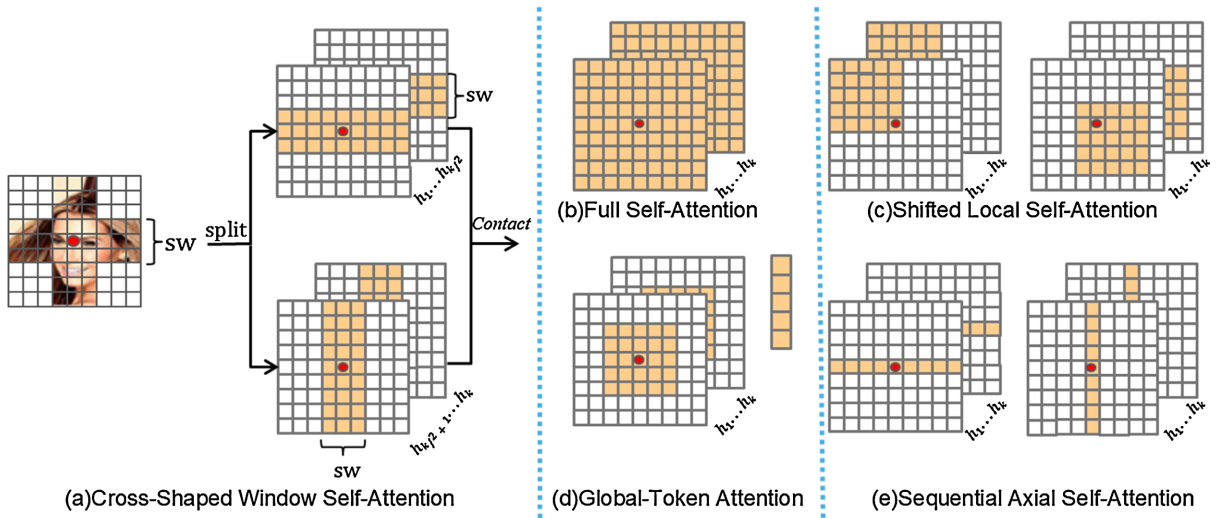 sw
split
sw
h₁...hₖ/₂
Contact
sw
hₖ/₂ + ₁...hₖ
(a)Cross-Shaped Window Self-Attention
h₁...hₖ
(b)Full Self-Attention
h₁...hₖ
h₁...hₖ
(c)Shifted Local Self-Attention
h₁...hₖ
(d)Global-Token Attention
h₁...hₖ
h₁...hₖ
(e)Sequential Axial Self-Attention